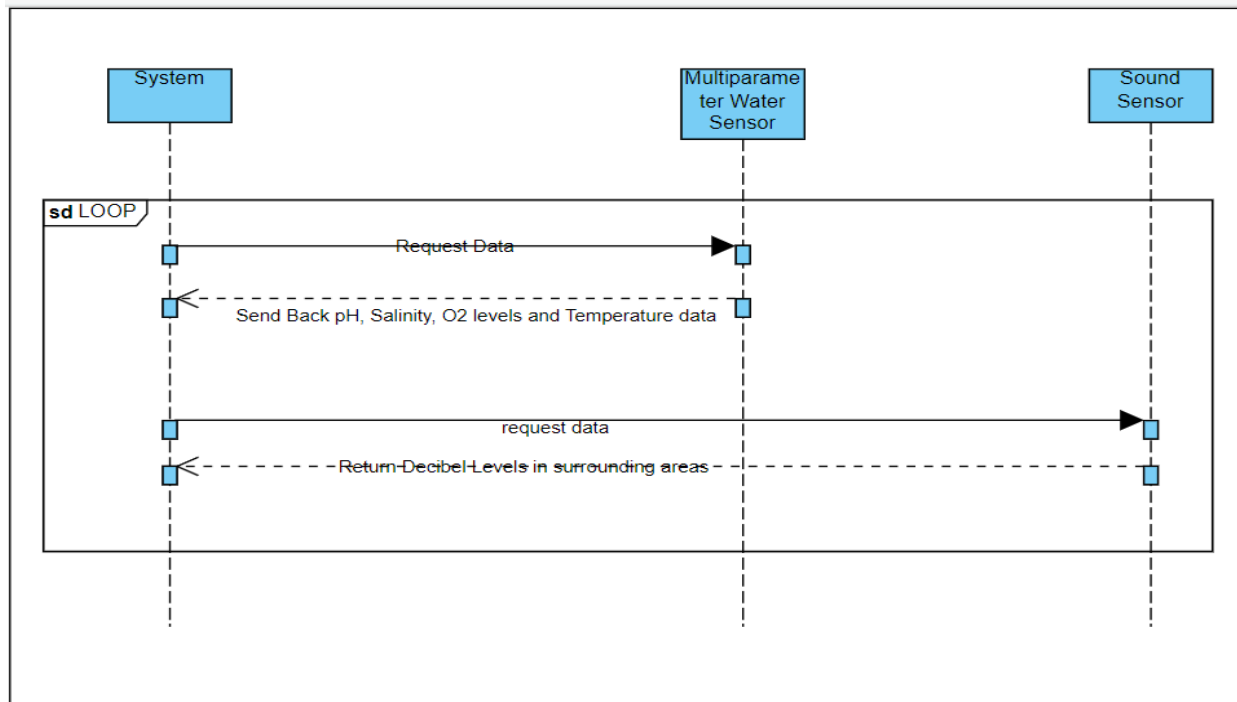 System
Multiparame
ter Water
Sensor
Sound
Sensor
sd LOOP
Request Data
Send Back pH, Salinity, O2 levels and Temperature data
request data
Return Decibel Levels in surrounding areas